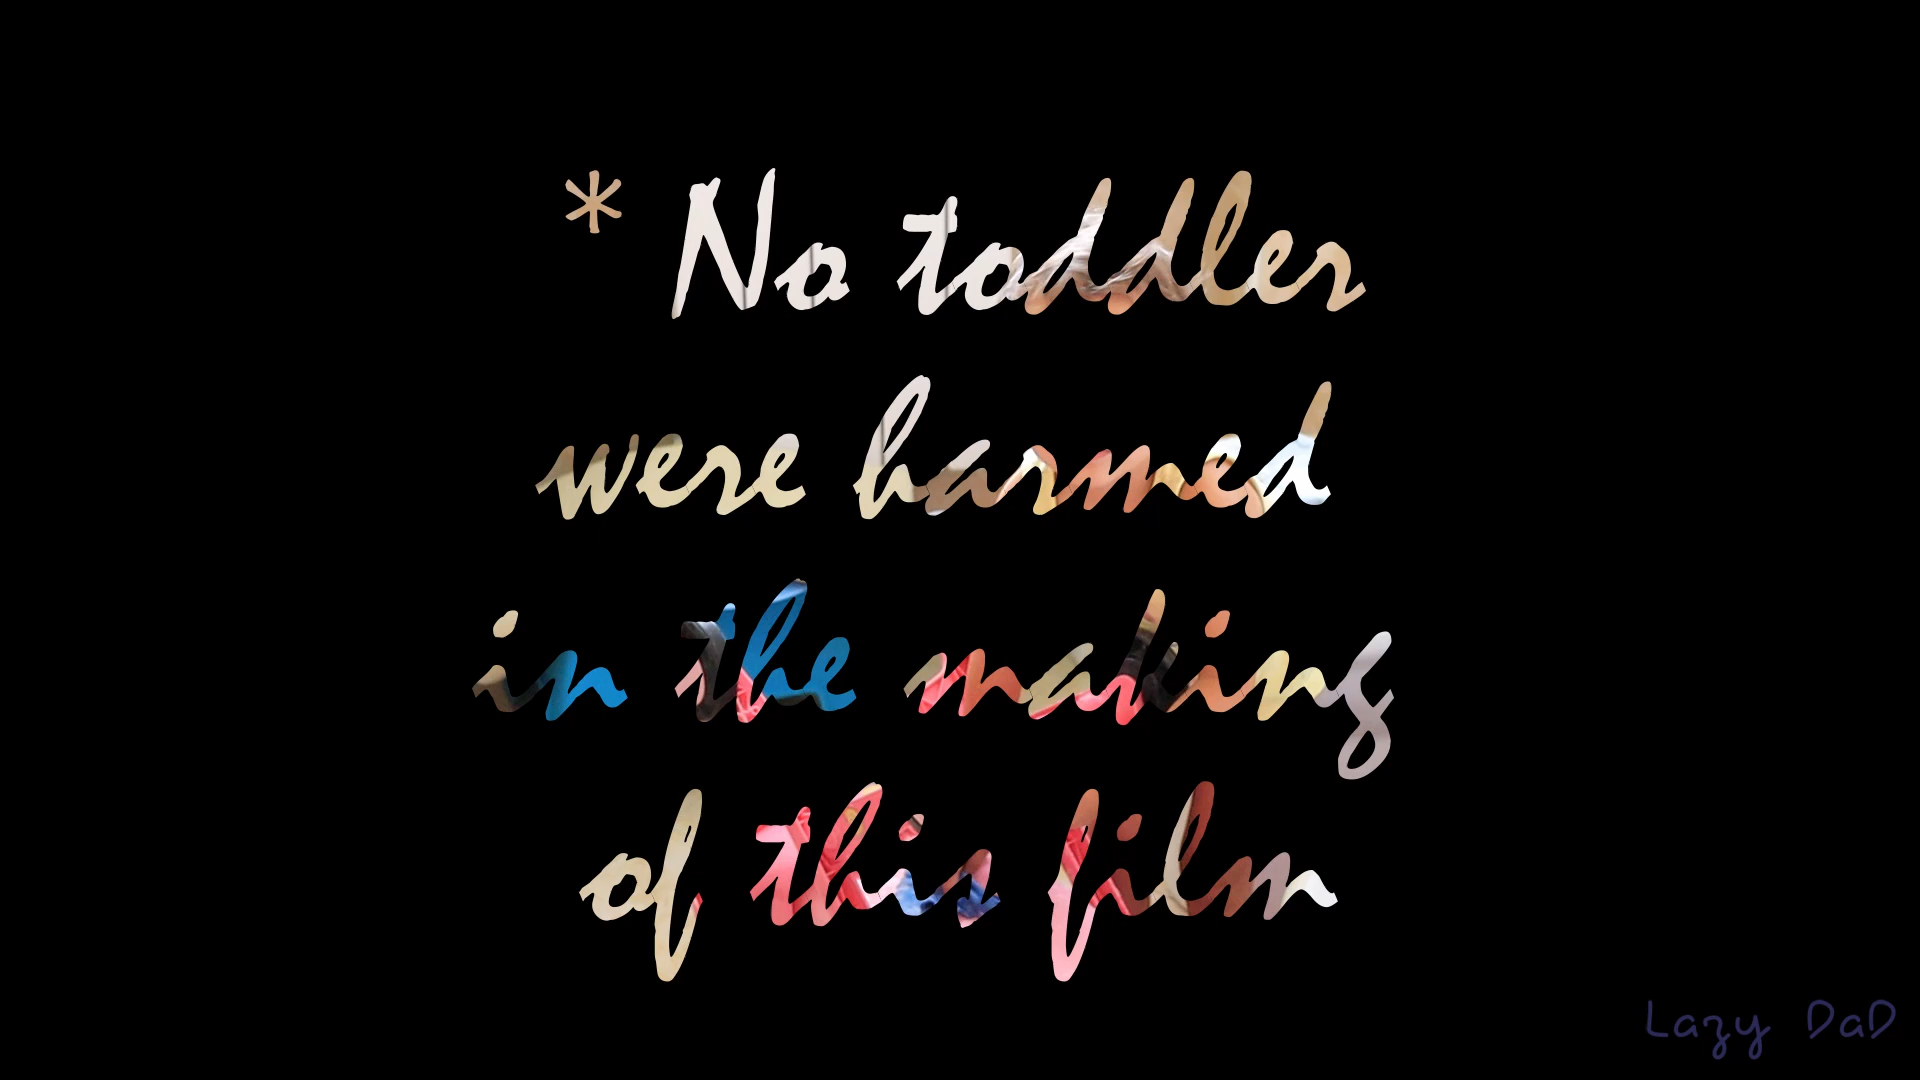 * No toddler
were harmed
in the making
of this film
Lazy DaD